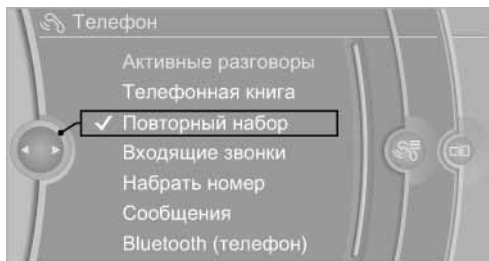 Телефон
Активные разговоры
Телефонная книга
Повторный набор
Входящие звонки
Набрать номер
Сообщения
Bluetooth (телефон)